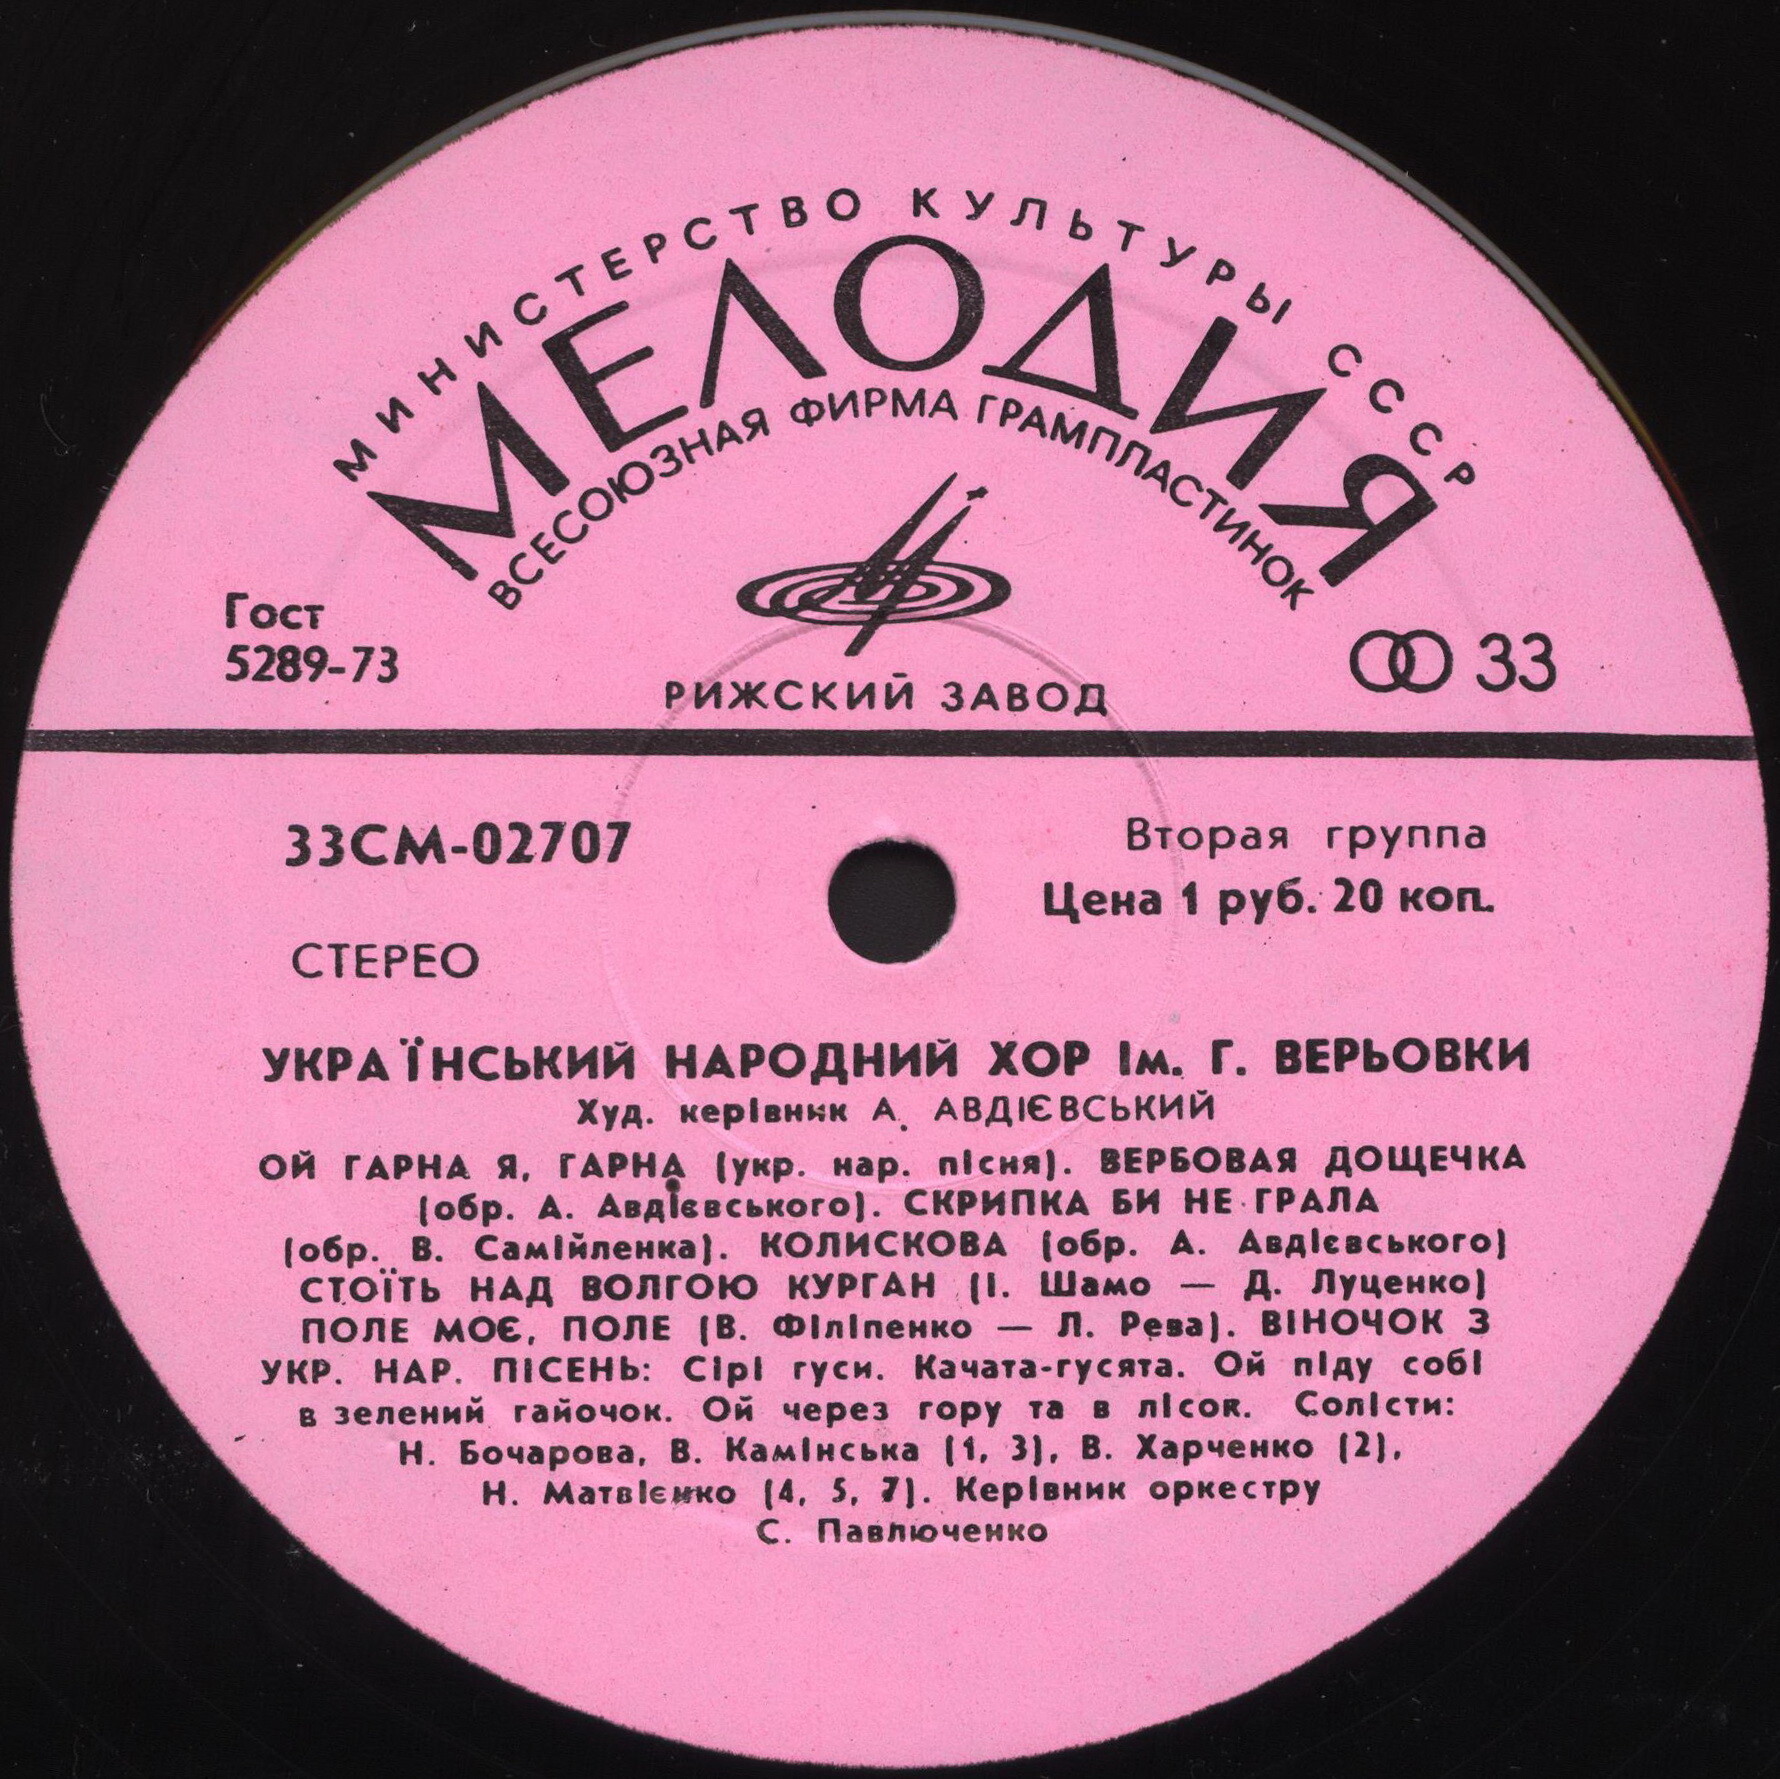 МИНИСТЕРСТВО КУЛЬТУРЫ СССР
МЕЛОДИЯ
ВСЕСОЮЗНАЯ ФИРМА ГРАМПЛАСТИНОК
Гост
5289-73
33
РИЖСКИЙ ЗАВОД
33СМ-02707
Вторая группа
Цена 1 руб. 20 коп.
СТЕРЕО
УКРАЇНСЬКИЙ НАРОДНИЙ ХОР Ім. Г. ВЕРЬОВКИ
Худ. керівник А. АВДІЄВСЬКИЙ
ОЙ ГАРНА Я, ГАРНА (укр. нар. пісня). ВЕРБОВАЯ ДОЩЕЧКА
(обр. А. Авдієвського). СКРИПКА БИ НЕ ГРАЛА
(обр. В. Самійленка). КОЛИСКОВА (обр. А. Авдієвського)
СТОЇТЬ НАД ВОЛГОЮ КУРГАН (І. Шамо — Д. Луценко)
ПОЛЕ МОЄ, ПОЛЕ (В. Філіпенко — Л. Рева). ВІНОЧОК З
УКР. НАР. ПІСЕНЬ: Сірі гуси. Качата-гусята. Ой піду собі
в зелений гайочок. Ой через гору та в лісок. Солісти:
Н. Бочарова, В. Камінська (1, 3), В. Харченко (2),
Н. Матвієнко (4, 5, 7). Керівник оркестру
С. Павлюченко